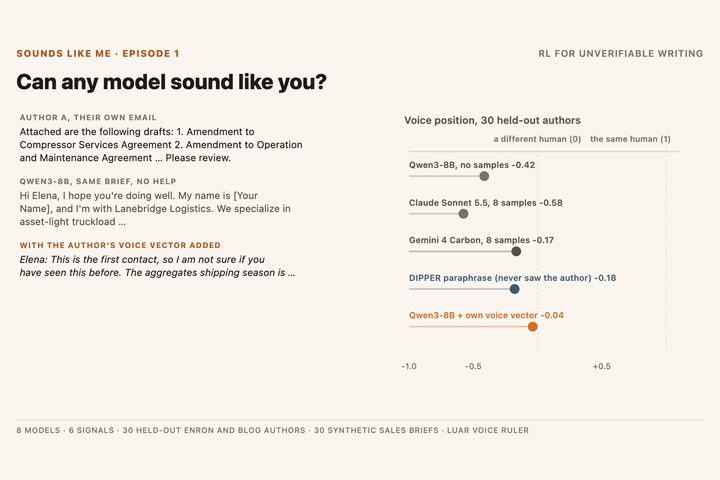 SOUNDS LIKE ME · EPISODE 1
RL FOR UNVERIFIABLE WRITING
Can any model sound like you?
AUTHOR A, THEIR OWN EMAIL
Attached are the following drafts: 1. Amendment to
Compressor Services Agreement 2. Amendment to Operation
and Maintenance Agreement ... Please review.
QWEN3-8B, SAME BRIEF, NO HELP
Hi Elena, I hope you're doing well. My name is [Your
Name], and I'm with Lanebridge Logistics. We specialize in
asset-light truckload ...
WITH THE AUTHOR'S VOICE VECTOR ADDED
Elena: This is the first contact, so I am not sure if you
have seen this before. The aggregates shipping season is ...
Voice position, 30 held-out authors
a different human (0) the same human (1)
Qwen3-8B, no samples -0.42
Claude Sonnet 5.5, 8 samples -0.58
Gemini 4 Carbon, 8 samples -0.17
DIPPER paraphrase (never saw the author) -0.18
Qwen3-8B + own voice vector -0.04
-1.0 -0.5 +0.5
8 MODELS · 6 SIGNALS · 30 HELD-OUT ENRON AND BLOG AUTHORS · 30 SYNTHETIC SALES BRIEFS · LUAR VOICE RULER